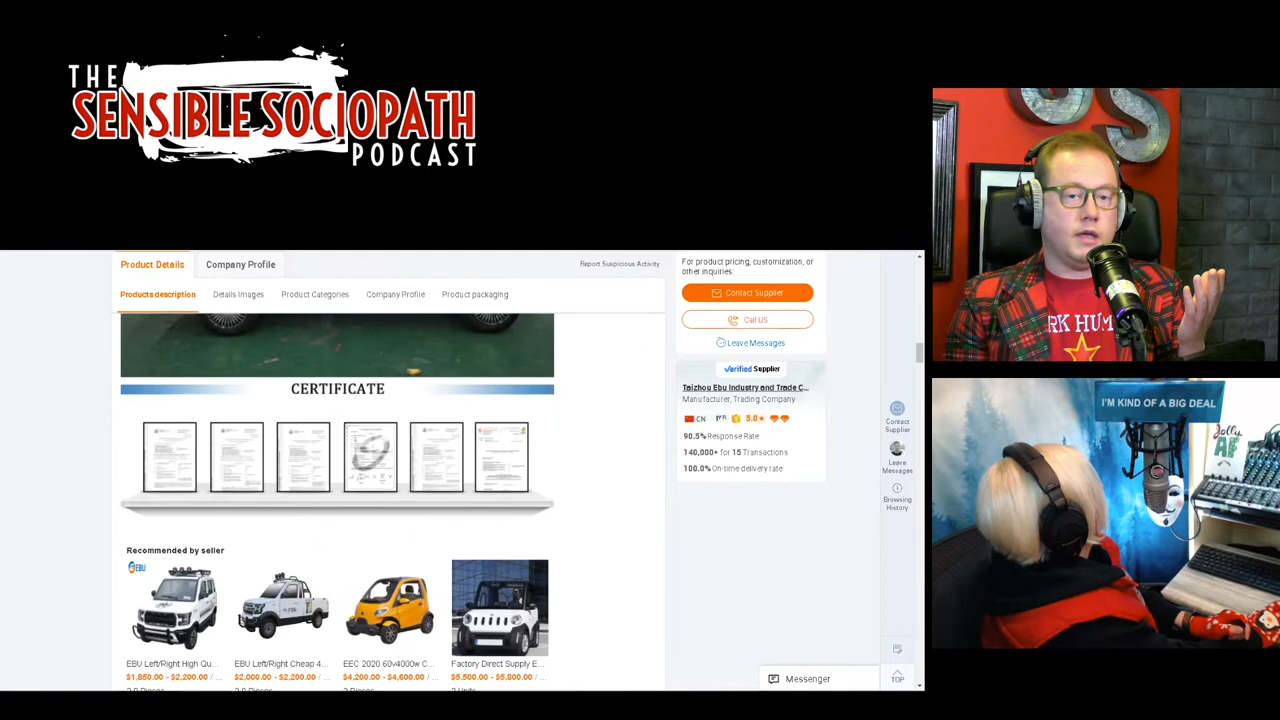 THE
SENSIBLE SOCIOPATH
PODCAST
Product Details
Company Profile
Report Suspicious Activity
Products description
Details Images
Product Categories
Company Profile
Product packaging
CERTIFICATE
Recommended by seller
EBU
EBU Left/Right High Qu...
$1,850.00 - $2,200.00 / ...
EBU Left/Right Cheap 4...
$2,000.00 - $2,200.00 / ...
EEC 2020 60v4000w C...
$4,200.00 - $4,600.00 / ...
Factory Direct Supply E...
$5,500.00 - $5,800.00 / ...
For product pricing, customization, or
other inquiries:
Contact Supplier
Call US
Leave Messages
Verified Supplier
Taizhou Ebu Industry and Trade C...
Manufacturer, Trading Company
CN
5.0
90.5% Response Rate
140,000+ for 15 Transactions
100.0% On-time delivery rate
Contact
Supplier
Leave
Messages
Browsing
History
TOP
Messenger
S
RK HUM
I'M KIND OF A BIG DEAL
Jolly
AF